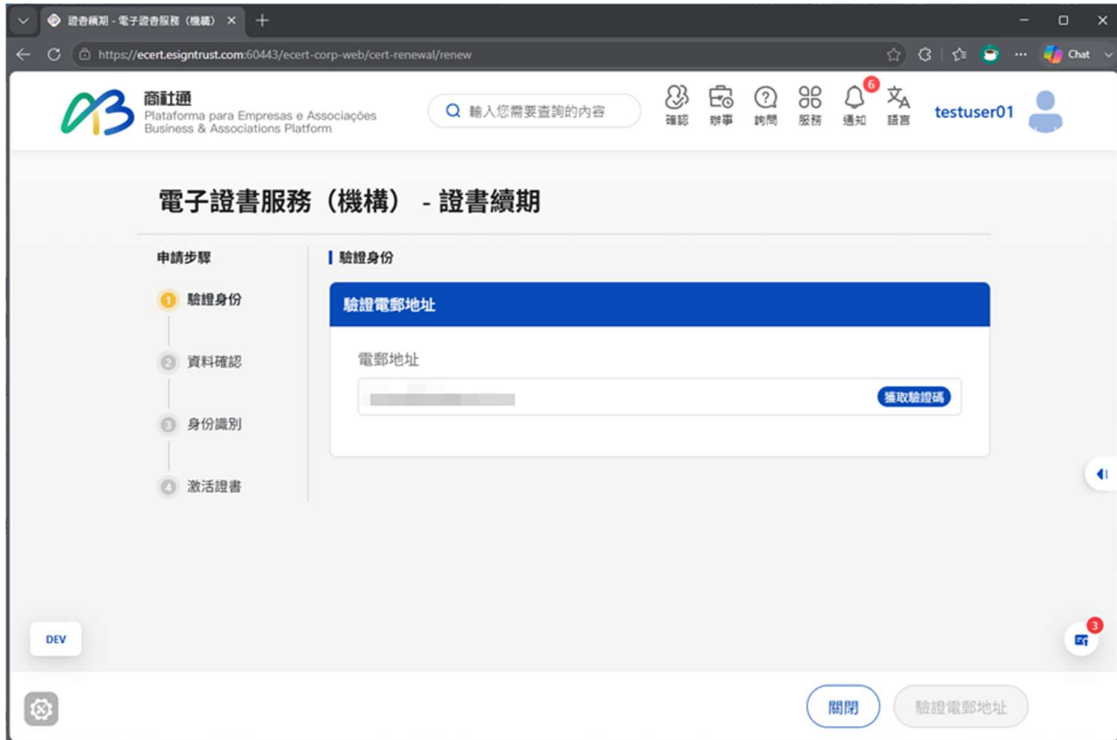 證書續期 - 電子證書服務（機構）
https://ecert.esigntrust.com:60443/ecert-corp-web/cert-renewal/renew
Chat
商社通
Plataforma para Empresas e Associações
Business & Associations Platform
輸入您需要查詢的內容
確認
辦事
詢問
服務
6
通知
語言
testuser01
電子證書服務（機構） - 證書續期
申請步驟
1 驗證身份
2 資料確認
3 身份識別
4 激活證書
驗證身份
驗證電郵地址
電郵地址
獲取驗證碼
DEV
3
關閉
驗證電郵地址